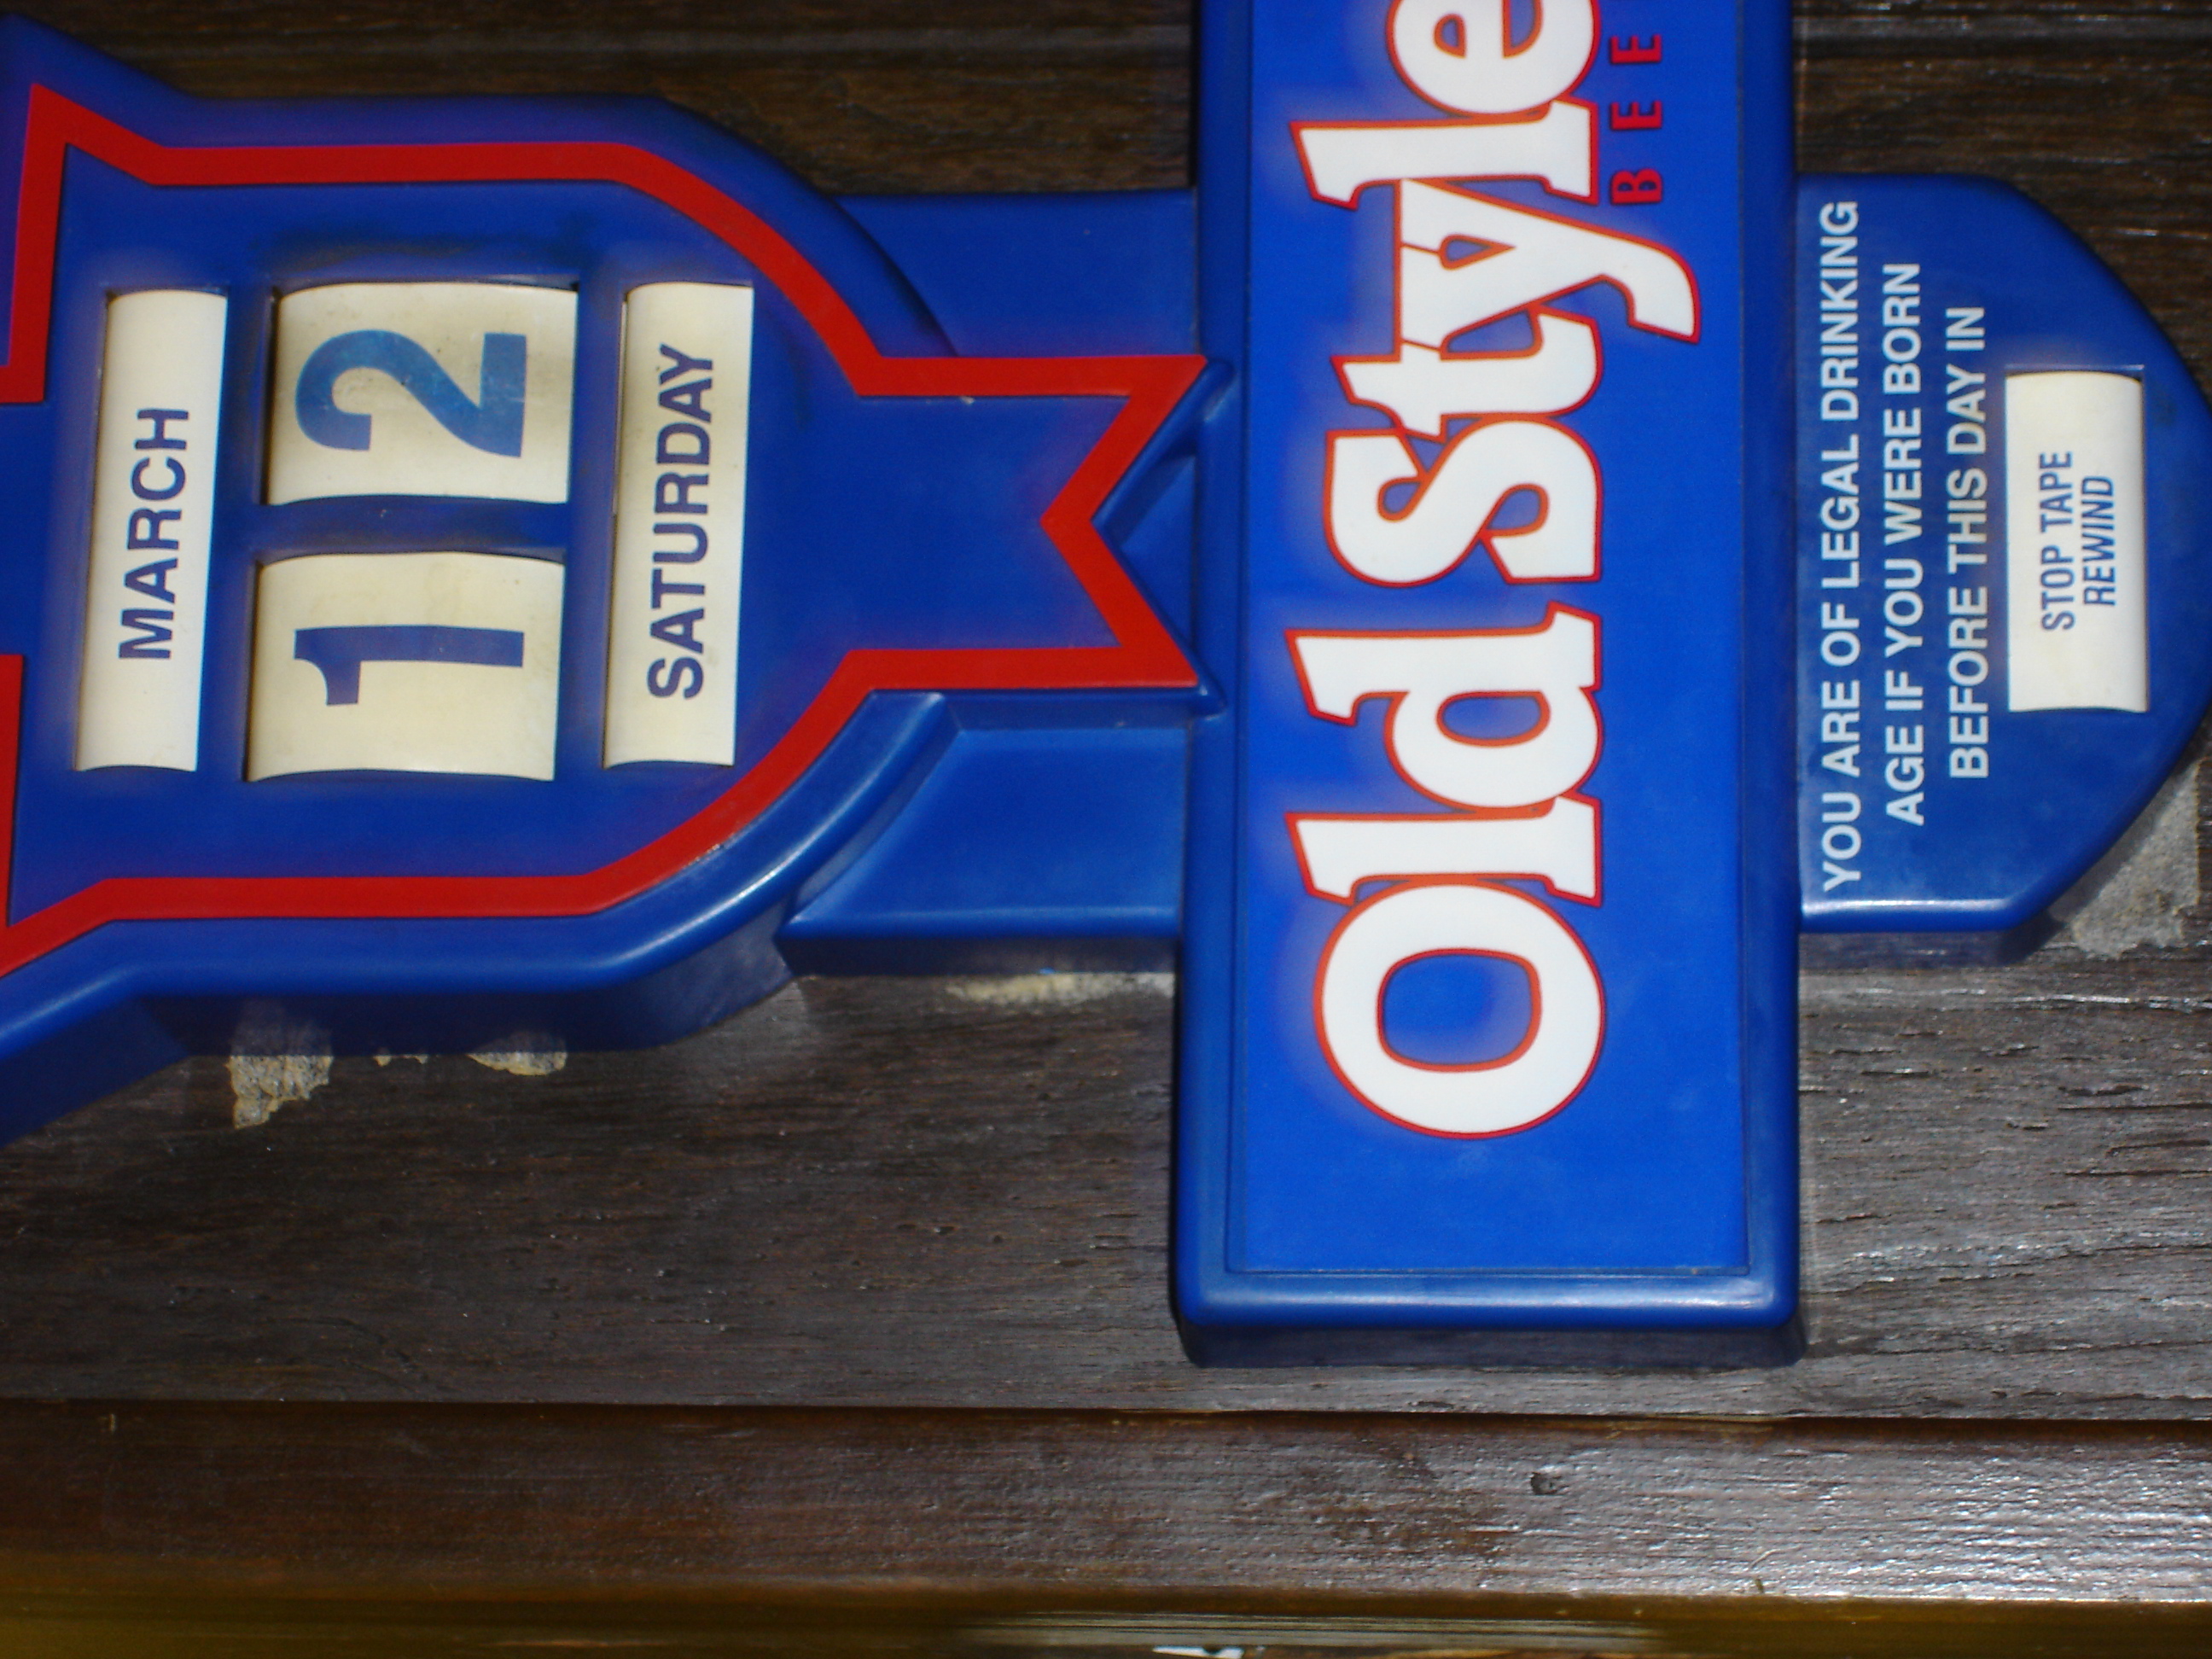 MARCH
12
SATURDAY
Old Style
BEE
YOU ARE OF LEGAL DRINKING
AGE IF YOU WERE BORN
BEFORE THIS DAY IN
STOP TAPE
REWIND